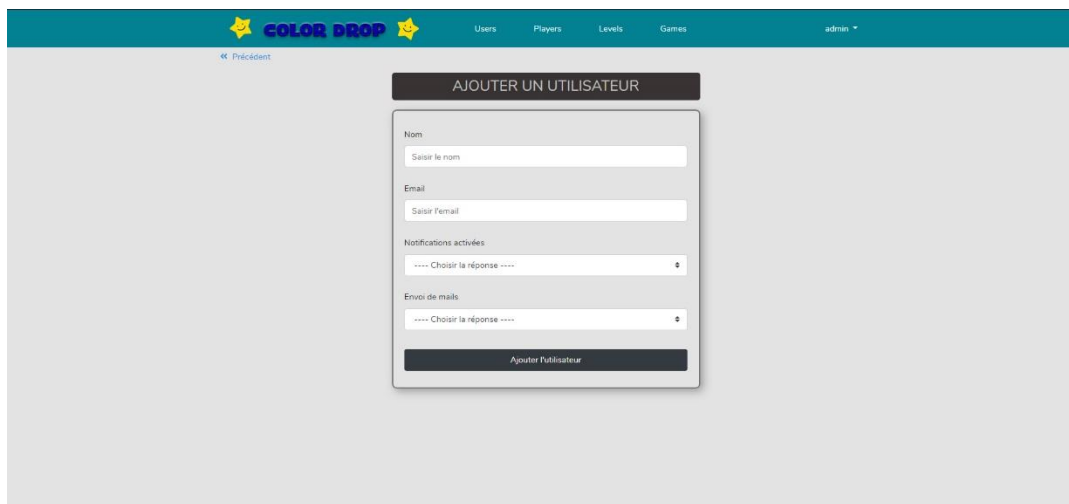 COLOR DROP Users Players Levels Games admin
« Précédent
AJOUTER UN UTILISATEUR
Nom
Saisir le nom
Email
Saisir l'email
Notifications activées
---- Choisir la réponse ----
Envoi de mails
---- Choisir la réponse ----
Ajouter l'utilisateur